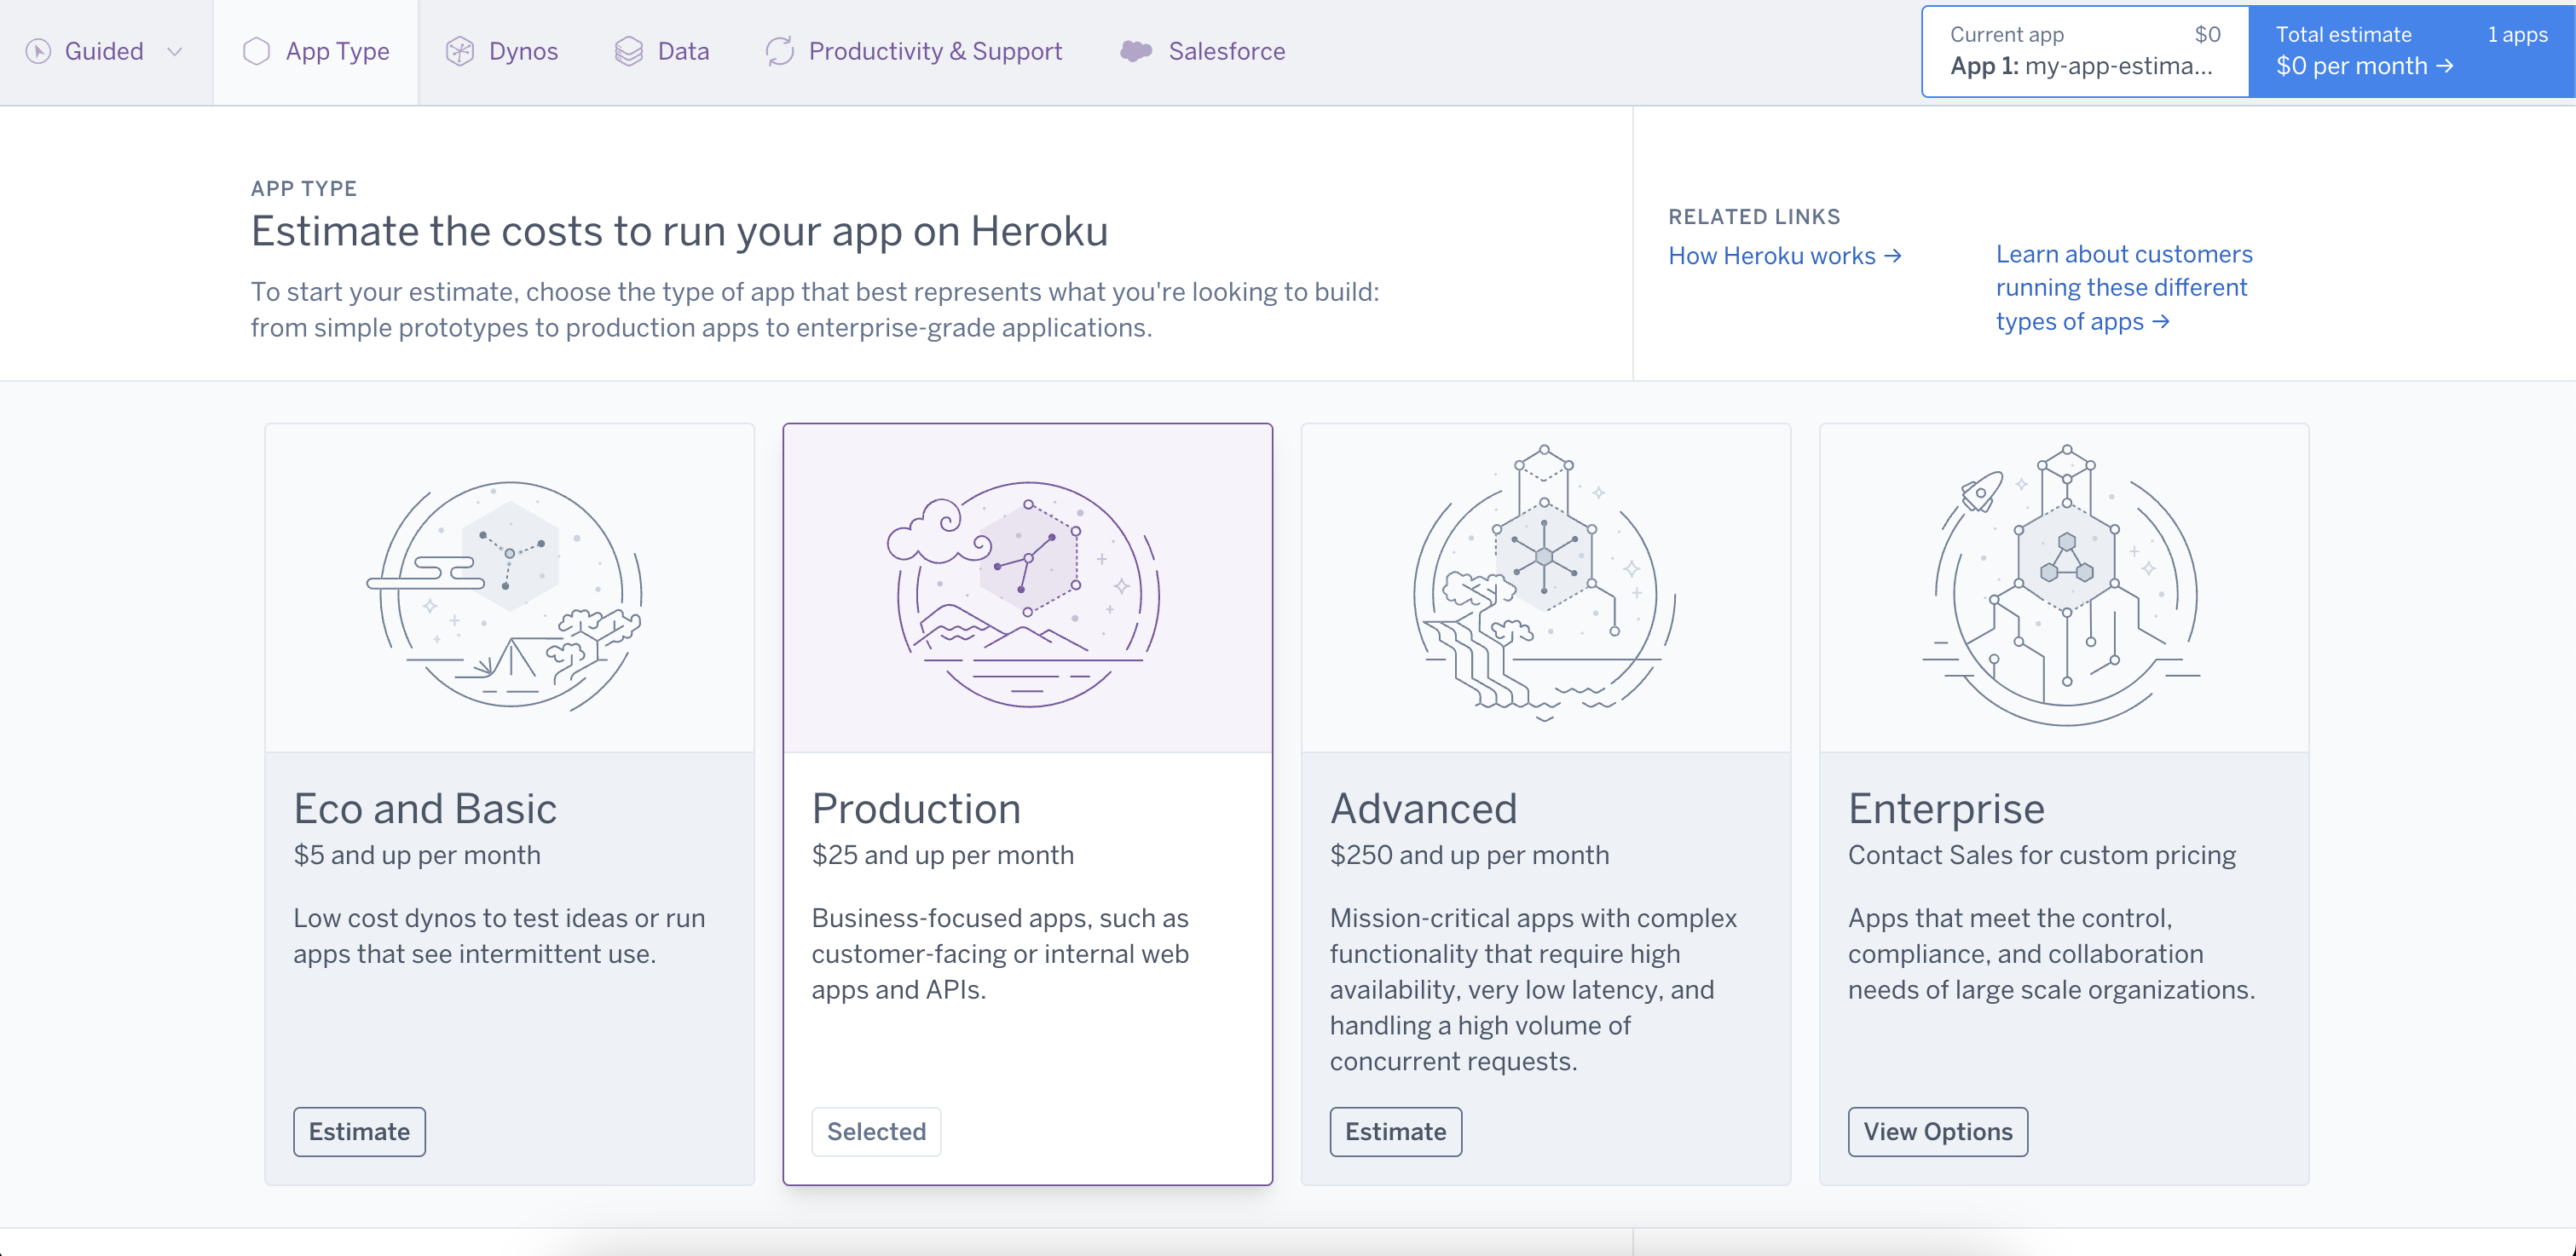 Guided
App Type
Dynos
Data
Productivity & Support
Salesforce
Current app $0
App 1: my-app-estima...
Total estimate 1 apps
$0 per month →
APP TYPE
Estimate the costs to run your app on Heroku
To start your estimate, choose the type of app that best represents what you're looking to build:
from simple prototypes to production apps to enterprise-grade applications.
RELATED LINKS
How Heroku works →
Learn about customers
running these different
types of apps →
Eco and Basic
$5 and up per month
Low cost dynos to test ideas or run
apps that see intermittent use.
Estimate
Production
$25 and up per month
Business-focused apps, such as
customer-facing or internal web
apps and APIs.
Selected
Advanced
$250 and up per month
Mission-critical apps with complex
functionality that require high
availability, very low latency, and
handling a high volume of
concurrent requests.
Estimate
Enterprise
Contact Sales for custom pricing
Apps that meet the control,
compliance, and collaboration
needs of large scale organizations.
View Options